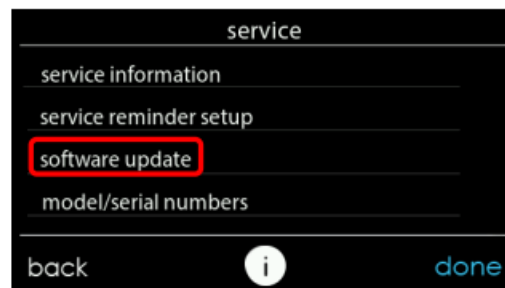 service
service information
service reminder setup
software update
model/serial numbers
back i done